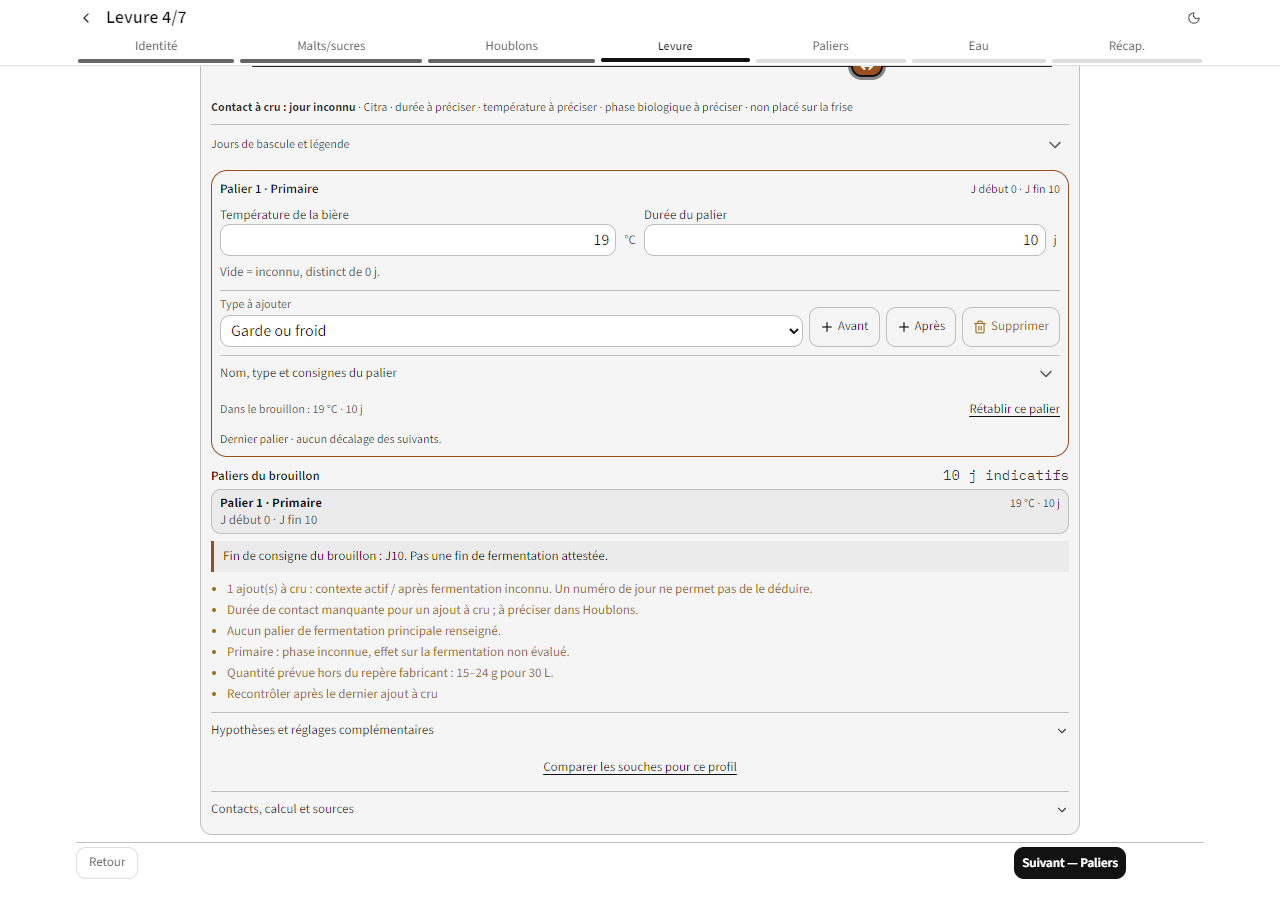 Levure 4/7
Identité
Malts/sucres
Houblons
Levure
Paliers
Eau
Récap.
Contact à cru : jour inconnu · Citra · durée à préciser · température à préciser · phase biologique à préciser · non placé sur la frise
Jours de bascule et légende
Palier 1 · Primaire
J début 0 · J fin 10
Température de la bière
Durée du palier
19 °C
10 j
Vide = inconnu, distinct de 0 j.
Type à ajouter
Garde ou froid
+ Avant
+ Après
Supprimer
Nom, type et consignes du palier
Dans le brouillon : 19 °C · 10 j
Rétablir ce palier
Dernier palier · aucun décalage des suivants.
Paliers du brouillon
10 j indicatifs
Palier 1 · Primaire
19 °C · 10 j
J début 0 · J fin 10
Fin de consigne du brouillon : J10. Pas une fin de fermentation attestée.
• 1 ajout(s) à cru : contexte actif / après fermentation inconnu. Un numéro de jour ne permet pas de le déduire.
• Durée de contact manquante pour un ajout à cru ; à préciser dans Houblons.
• Aucun palier de fermentation principale renseigné.
• Primaire : phase inconnue, effet sur la fermentation non évalué.
• Quantité prévue hors du repère fabricant : 15–24 g pour 30 L.
• Recontrôler après le dernier ajout à cru
Hypothèses et réglages complémentaires
Comparer les souches pour ce profil
Contacts, calcul et sources
Retour
Suivant — Paliers